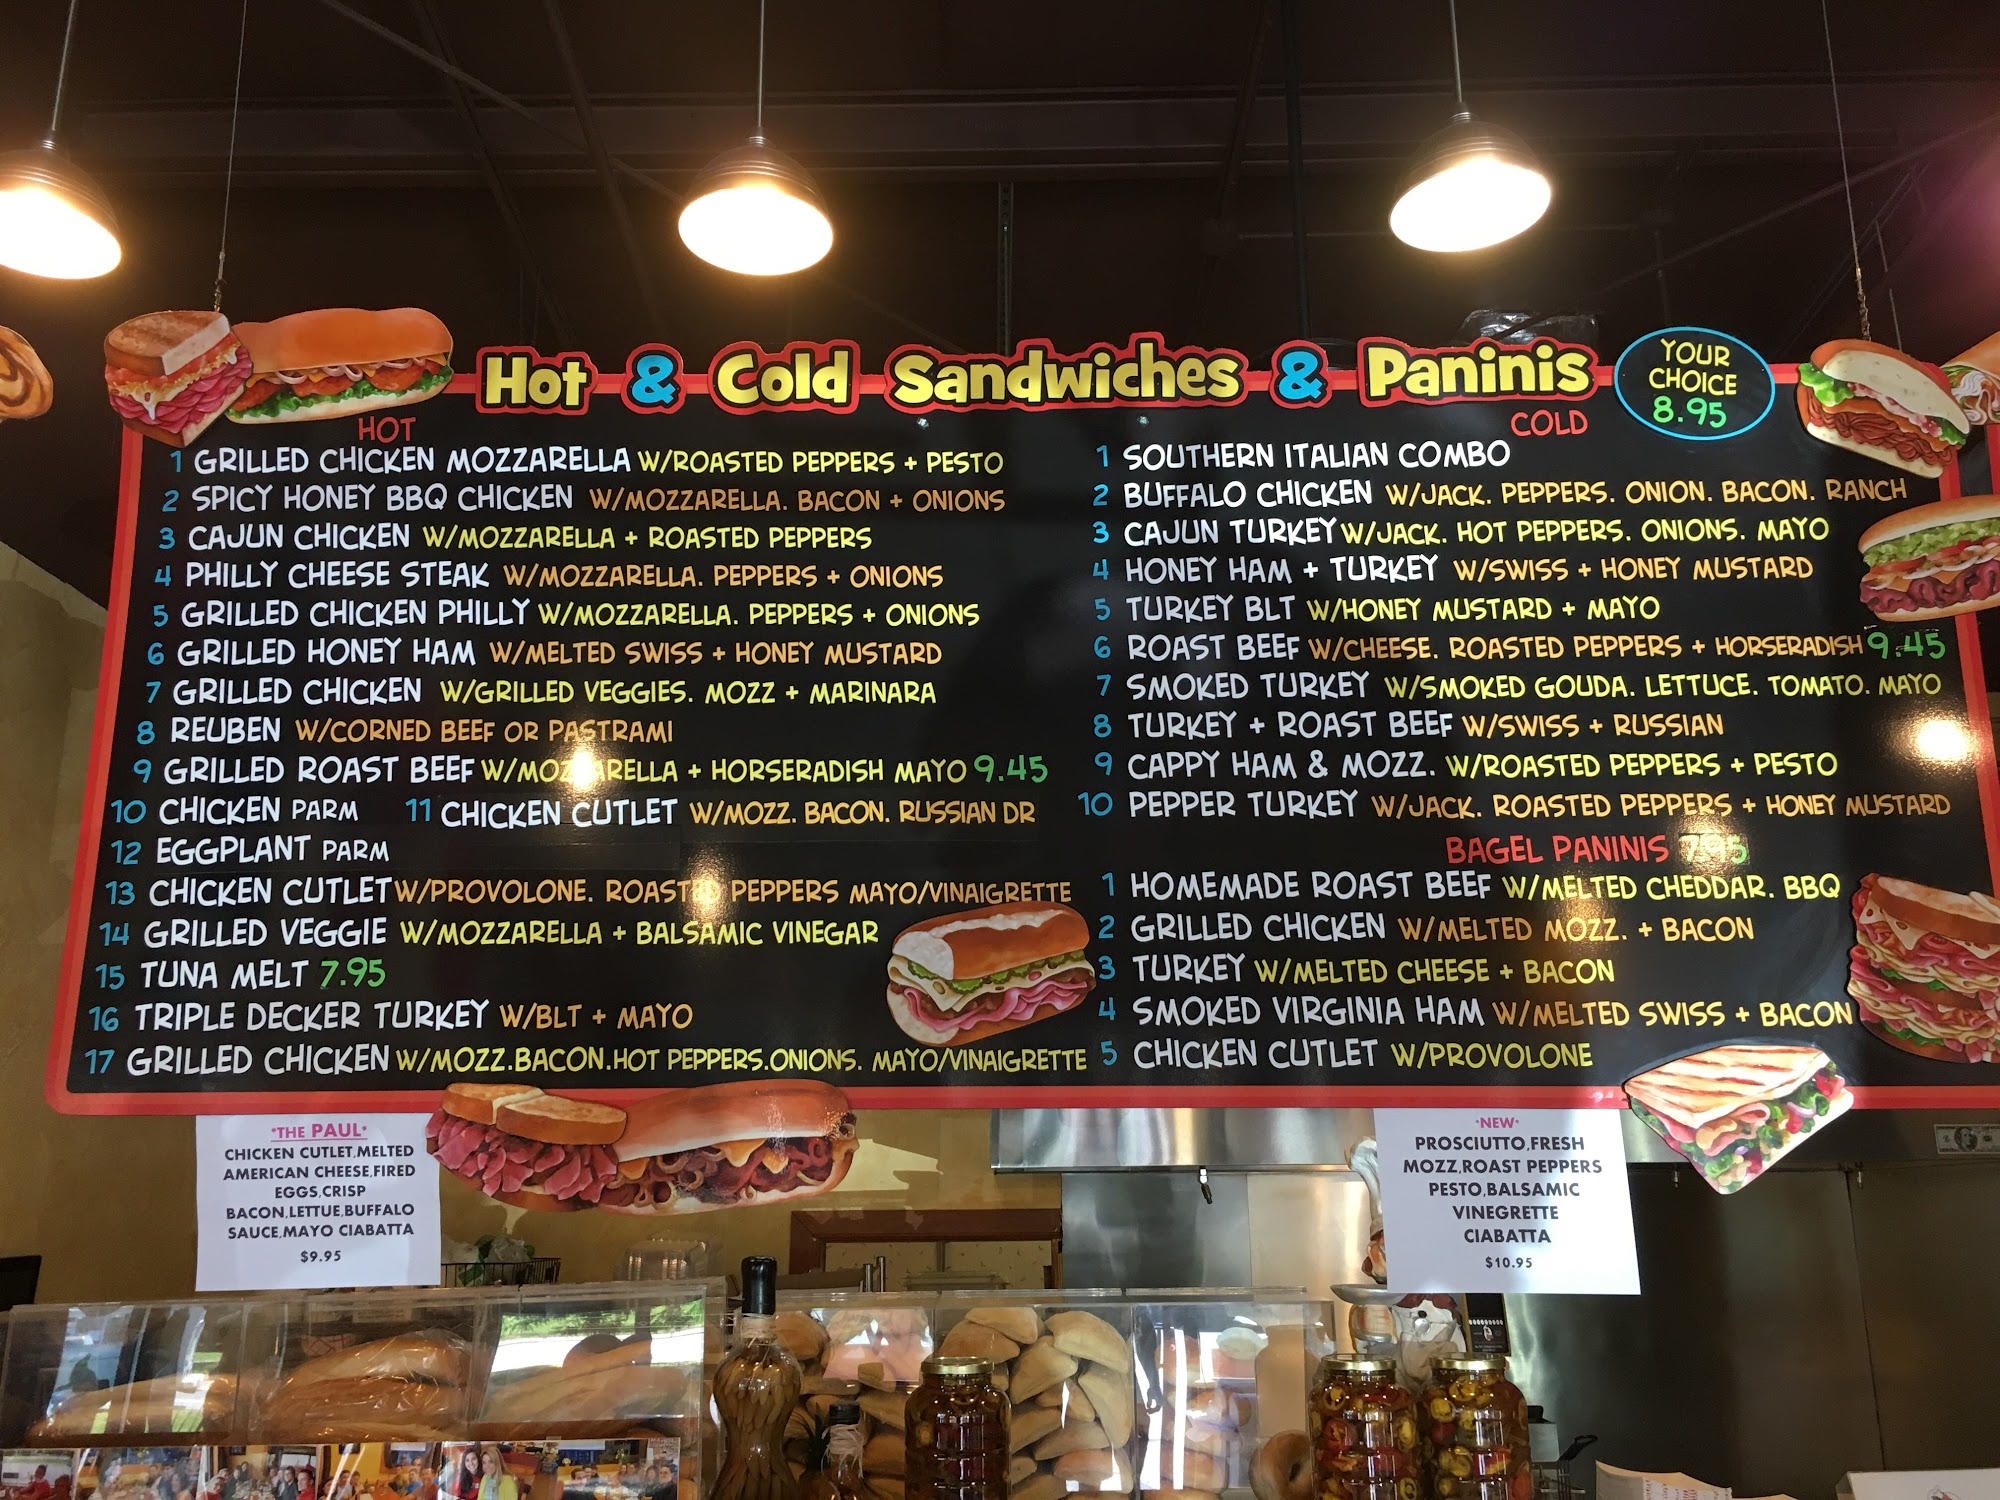 Hot & Cold Sandwiches & Paninis
YOUR
CHOICE
8.95
HOT
1 GRILLED CHICKEN MOZZARELLA W/ROASTED PEPPERS + PESTO
2 SPICY HONEY BBQ CHICKEN W/MOZZARELLA. BACON + ONIONS
3 CAJUN CHICKEN W/MOZZARELLA + ROASTED PEPPERS
4 PHILLY CHEESE STEAK W/MOZZARELLA. PEPPERS + ONIONS
5 GRILLED CHICKEN PHILLY W/MOZZARELLA. PEPPERS + ONIONS
6 GRILLED HONEY HAM W/MELTED SWISS + HONEY MUSTARD
7 GRILLED CHICKEN W/GRILLED VEGGIES. MOZZ + MARINARA
8 REUBEN W/CORNED BEEF OR PASTRAMI
9 GRILLED ROAST BEEF W/MOZZARELLA + HORSERADISH MAYO 9.45
10 CHICKEN PARM 11 CHICKEN CUTLET W/MOZZ. BACON. RUSSIAN DR
12 EGGPLANT PARM
13 CHICKEN CUTLET W/PROVOLONE. ROASTED PEPPERS MAYO/VINAIGRETTE
14 GRILLED VEGGIE W/MOZZARELLA + BALSAMIC VINEGAR
15 TUNA MELT 7.95
16 TRIPLE DECKER TURKEY W/BLT + MAYO
17 GRILLED CHICKEN W/MOZZ.BACON.HOT PEPPERS.ONIONS. MAYO/VINAIGRETTE
COLD
1 SOUTHERN ITALIAN COMBO
2 BUFFALO CHICKEN W/JACK. PEPPERS. ONION. BACON. RANCH
3 CAJUN TURKEY W/JACK. HOT PEPPERS. ONIONS. MAYO
4 HONEY HAM + TURKEY W/SWISS + HONEY MUSTARD
5 TURKEY BLT W/HONEY MUSTARD + MAYO
6 ROAST BEEF W/CHEESE. ROASTED PEPPERS + HORSERADISH 9.45
7 SMOKED TURKEY W/SMOKED GOUDA. LETTUCE. TOMATO. MAYO
8 TURKEY + ROAST BEEF W/SWISS + RUSSIAN
9 CAPPY HAM & MOZZ. W/ROASTED PEPPERS + PESTO
10 PEPPER TURKEY W/JACK. ROASTED PEPPERS + HONEY MUSTARD
BAGEL PANINIS 7.95
1 HOMEMADE ROAST BEEF W/MELTED CHEDDAR. BBQ
2 GRILLED CHICKEN W/MELTED MOZZ. + BACON
3 TURKEY W/MELTED CHEESE + BACON
4 SMOKED VIRGINIA HAM W/MELTED SWISS + BACON
5 CHICKEN CUTLET W/PROVOLONE
*THE PAUL*
CHICKEN CUTLET,MELTED
AMERICAN CHEESE,FIRED
EGGS,CRISP
BACON,LETTUE,BUFFALO
SAUCE,MAYO CIABATTA
$9.95
*NEW*
PROSCIUTTO,FRESH
MOZZ,ROAST PEPPERS
PESTO,BALSAMIC
VINEGRETTE
CIABATTA
$10.95